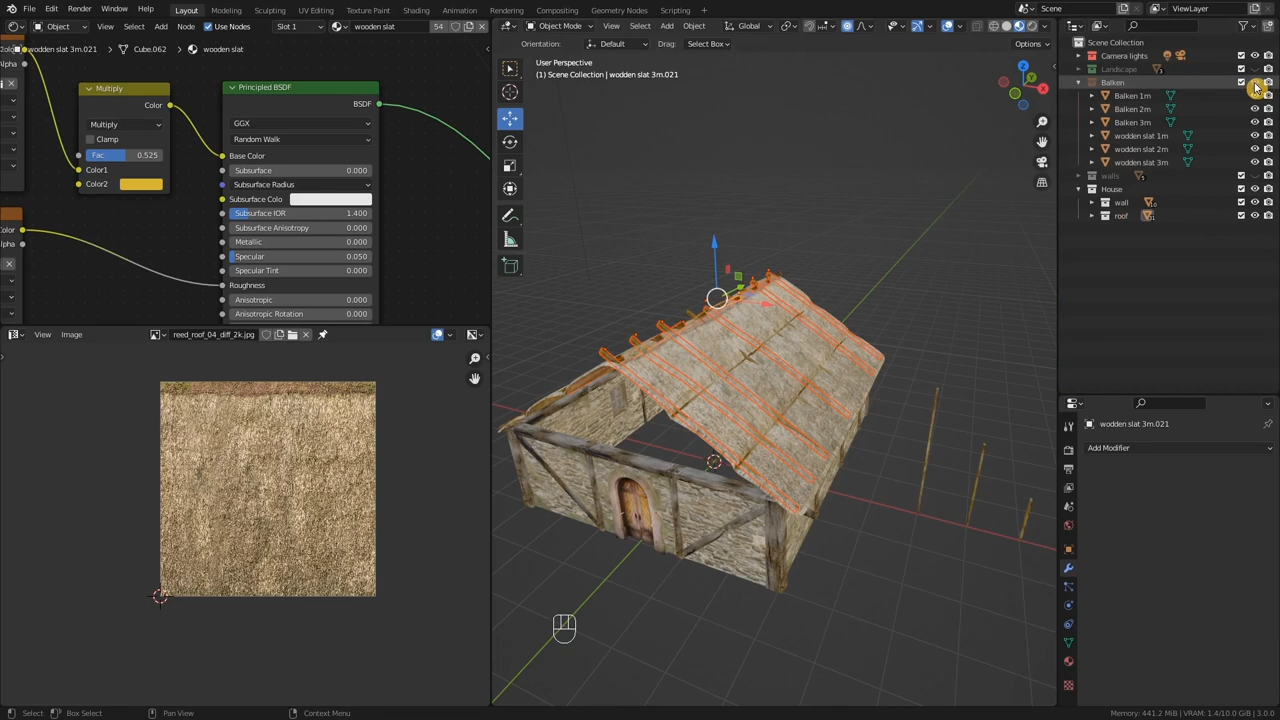 File Edit Render Window Help Layout Modeling Sculpting UV Editing Texture Paint Shading Animation Rendering Compositing Geometry Nodes Scripting Scene ViewLayer
Object View Select Add Node Use Nodes Slot 1 wooden slat 54
Object Mode View Select Add Object Global
Orientation: Default Drag: Select Box Options
wooden slat 3m.021 Cube.062 wooden slat
Alpha
Multiply
Color
Multiply
Clamp
Fac 0.525
Color1
Color2
Color
Alpha
Principled BSDF
BSDF
GGX
Random Walk
Base Color
Subsurface 0.000
Subsurface Radius
Subsurface Colo
Subsurface IOR 1.400
Subsurface Anisotropy 0.000
Metallic 0.000
Specular 0.050
Specular Tint 0.000
Roughness
Anisotropic 0.000
Anisotropic Rotation 0.000
View Image reed_roof_04_diff_2k.jpg
User Perspective
(1) Scene Collection | wooden slat 3m.021
Z
X
Scene Collection
Camera lights
Landscape
Balken
Balken 1m
Balken 2m
Balken 3m
wooden slat 1m
wooden slat 2m
wooden slat 3m
walls
House
wall
roof
wooden slat 3m.021
Add Modifier
Select Box Select Pan View Context Menu Memory: 441.2 MiB | VRAM: 1.4/10.0 GiB | 3.0.0